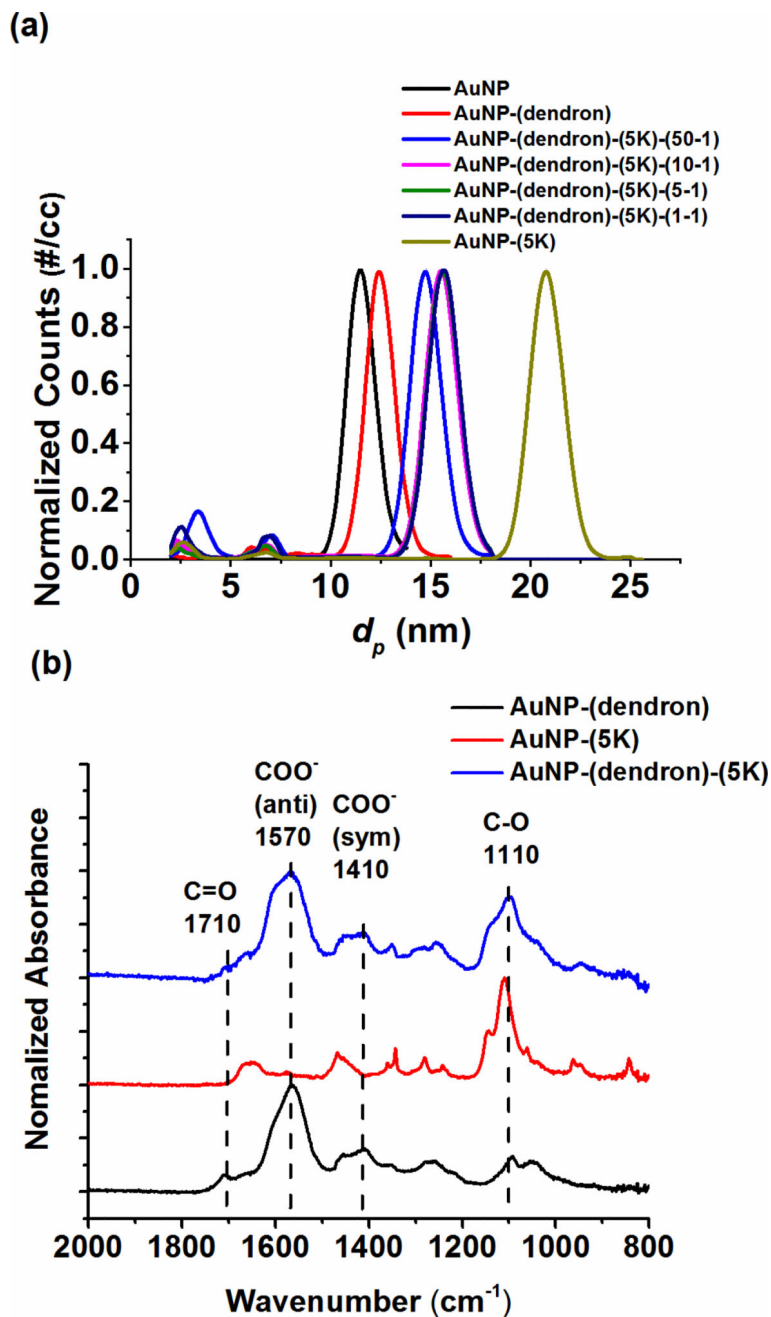 (a)
AuNP
AuNP-(dendron)
AuNP-(dendron)-(5K)-(50-1)
AuNP-(dendron)-(5K)-(10-1)
AuNP-(dendron)-(5K)-(5-1)
AuNP-(dendron)-(5K)-(1-1)
AuNP-(5K)
Normalized Counts (#/cc)
1.0
0.8
0.6
0.4
0.2
0.0
0 5 10 15 20 25
dp (nm)
(b)
AuNP-(dendron)
AuNP-(5K)
AuNP-(dendron)-(5K)
COO-
(anti)
1570
COO-
(sym)
1410
C-O
1110
C=O
1710
Nomalized Absorbance
2000 1800 1600 1400 1200 1000 800
Wavenumber (cm-1)